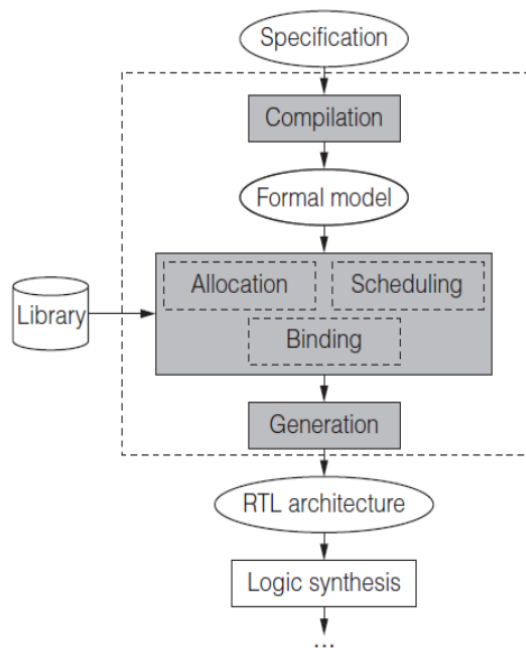 Specification
Compilation
Formal model
Allocation
Scheduling
Library
Binding
Generation
RTL architecture
Logic synthesis
...